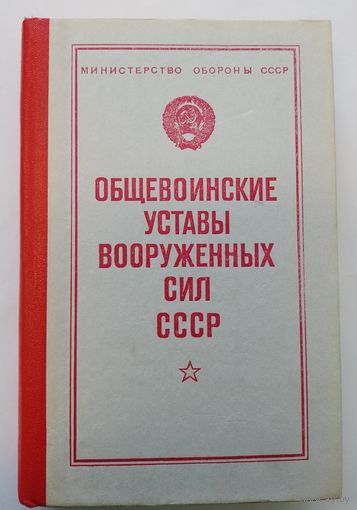 МИНИСТЕРСТВО ОБОРОНЫ СССР
ОБЩЕВОИНСКИЕ
УСТАВЫ
ВООРУЖЕННЫХ
СИЛ
СССР